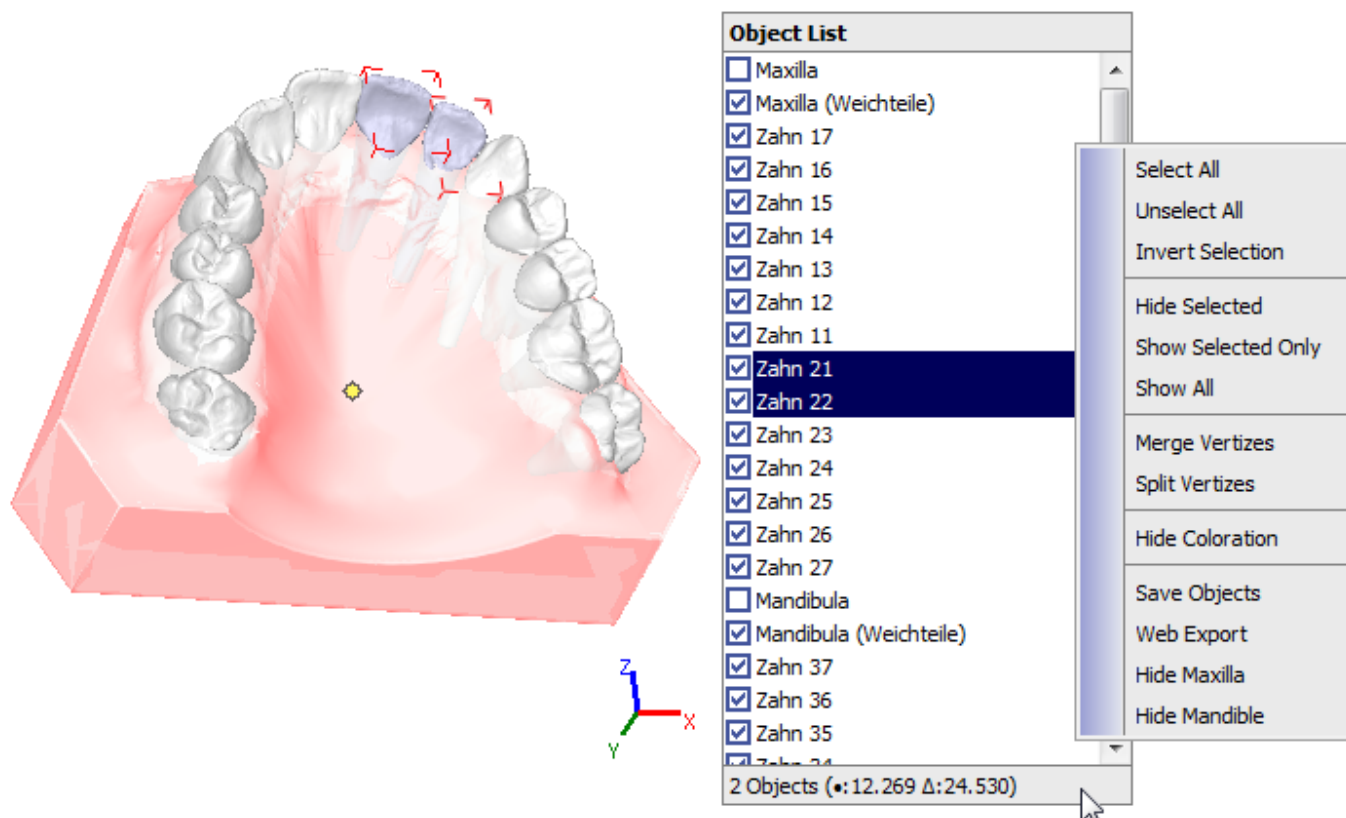 Object List
Maxilla
Maxilla (Weichteile)
Zahn 17
Zahn 16
Zahn 15
Zahn 14
Zahn 13
Zahn 12
Zahn 11
Zahn 21
Zahn 22
Zahn 23
Zahn 24
Zahn 25
Zahn 26
Zahn 27
Mandibula
Mandibula (Weichteile)
Zahn 37
Zahn 36
Zahn 35
Zahn 34
2 Objects (•:12.269 Δ:24.530)
Select All
Unselect All
Invert Selection
Hide Selected
Show Selected Only
Show All
Merge Vertizes
Split Vertizes
Hide Coloration
Save Objects
Web Export
Hide Maxilla
Hide Mandible
Z
X
Y